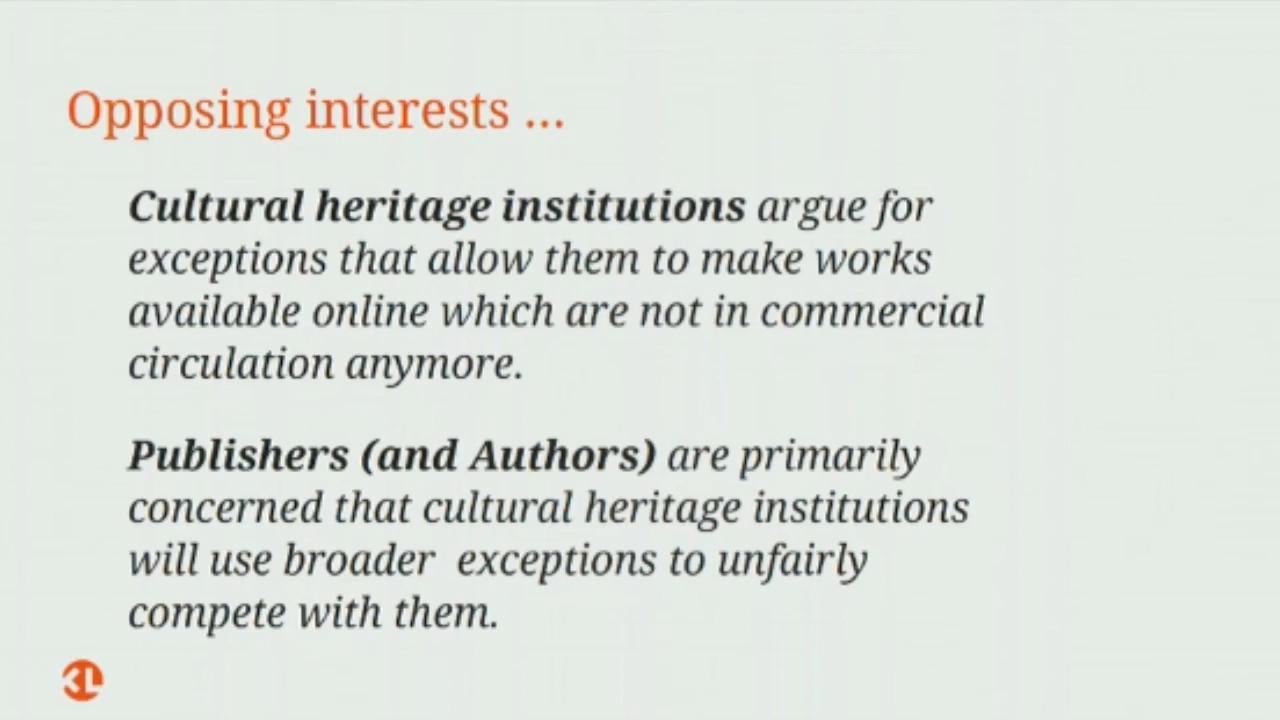 Opposing interests ...
Cultural heritage institutions argue for
exceptions that allow them to make works
available online which are not in commercial
circulation anymore.
Publishers (and Authors) are primarily
concerned that cultural heritage institutions
will use broader  exceptions to unfairly
compete with them.
KL